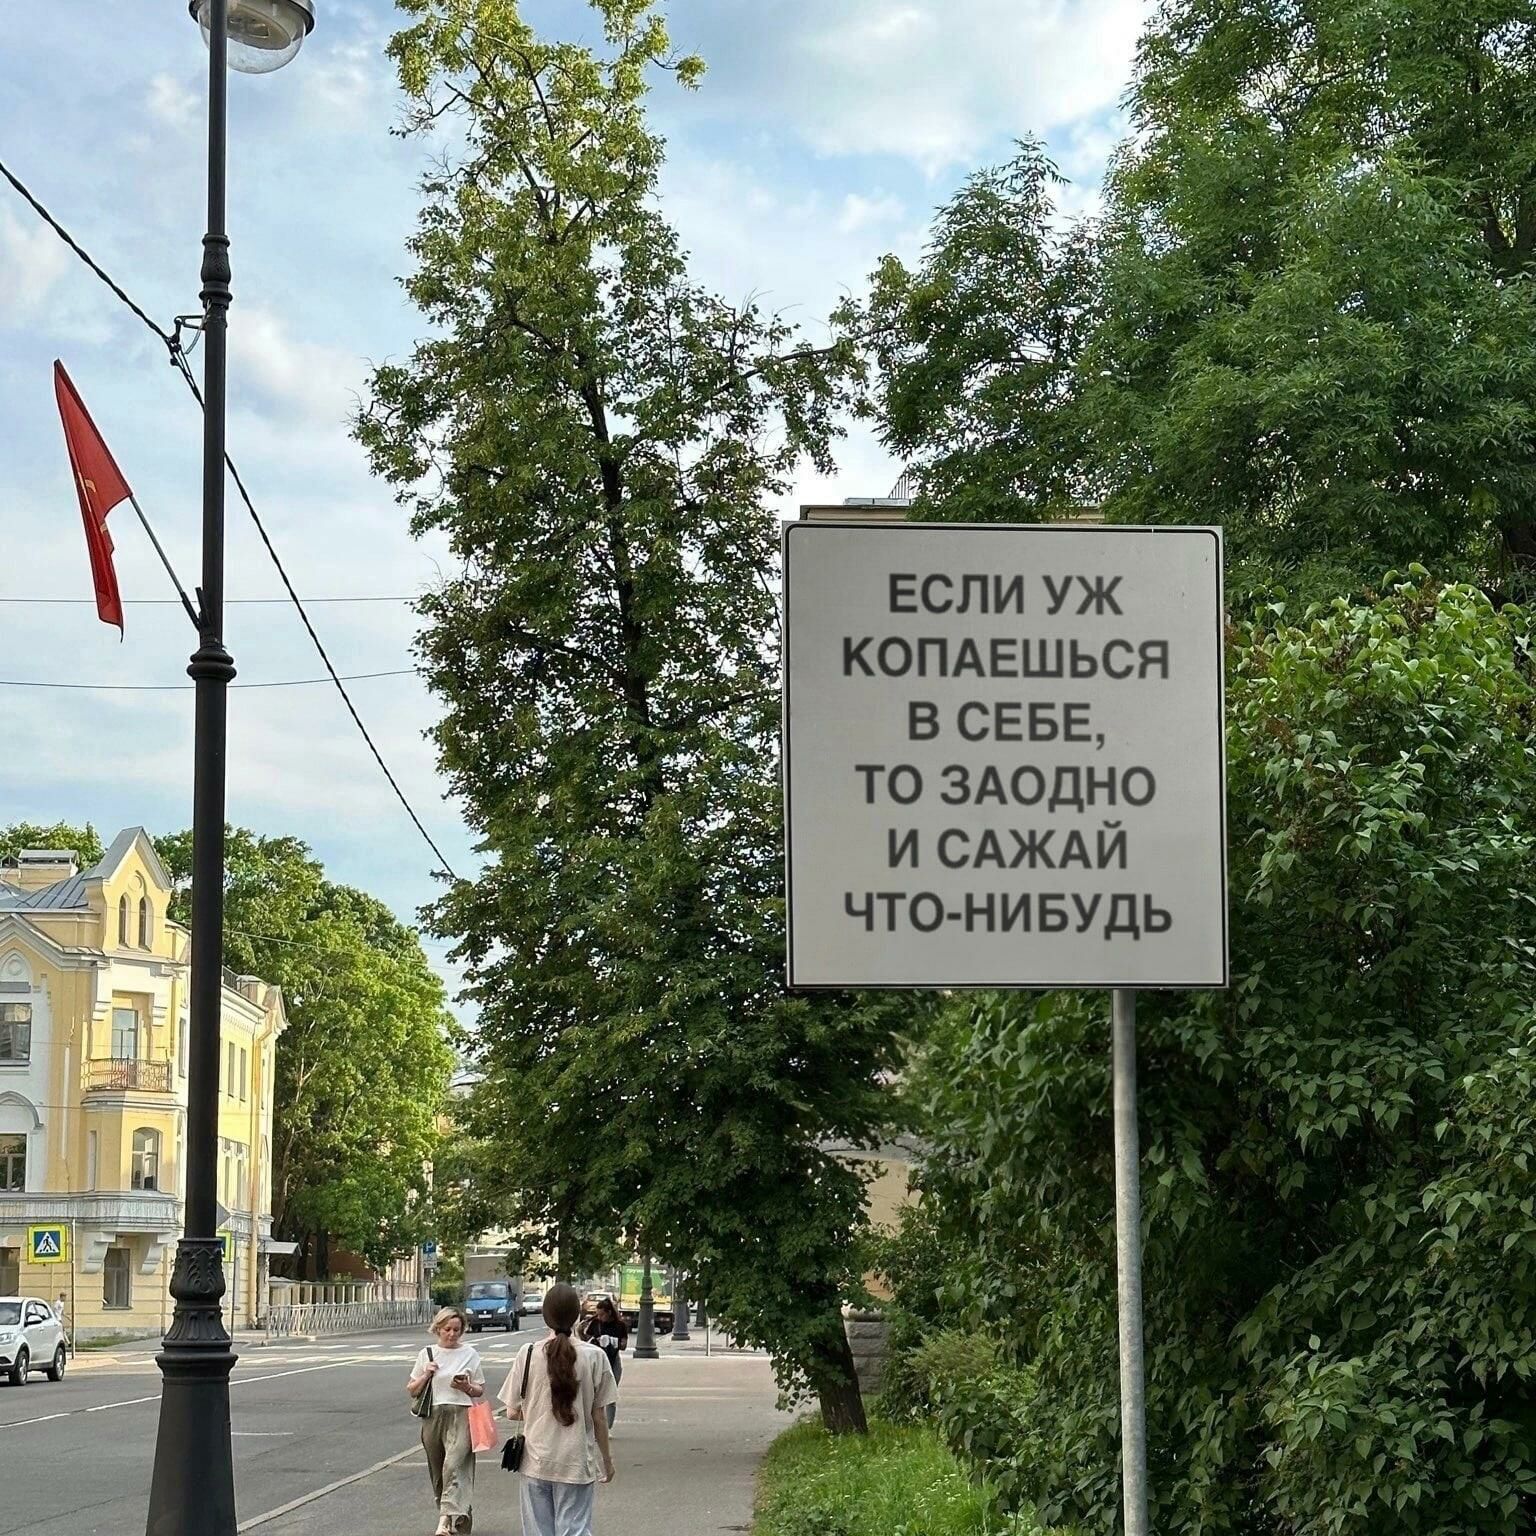 ЕСЛИ УЖ
КОПАЕШЬСЯ
В СЕБЕ,
ТО ЗАОДНО
И САЖАЙ
ЧТО-НИБУДЬ